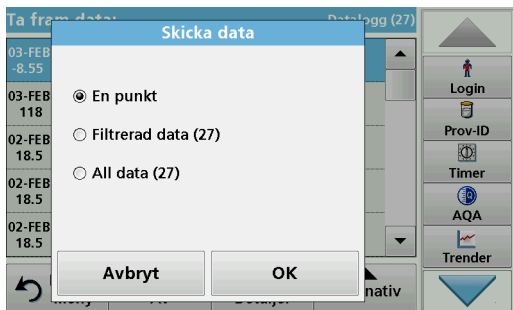 Ta fram data: Datalogg (27)
Skicka data
03-FEB
-8.55
03-FEB
118
02-FEB
18.5
02-FEB
18.5
02-FEB
18.5
En punkt
Filtrerad data (27)
All data (27)
Avbryt OK
Login
Prov-ID
Timer
AQA
Trender